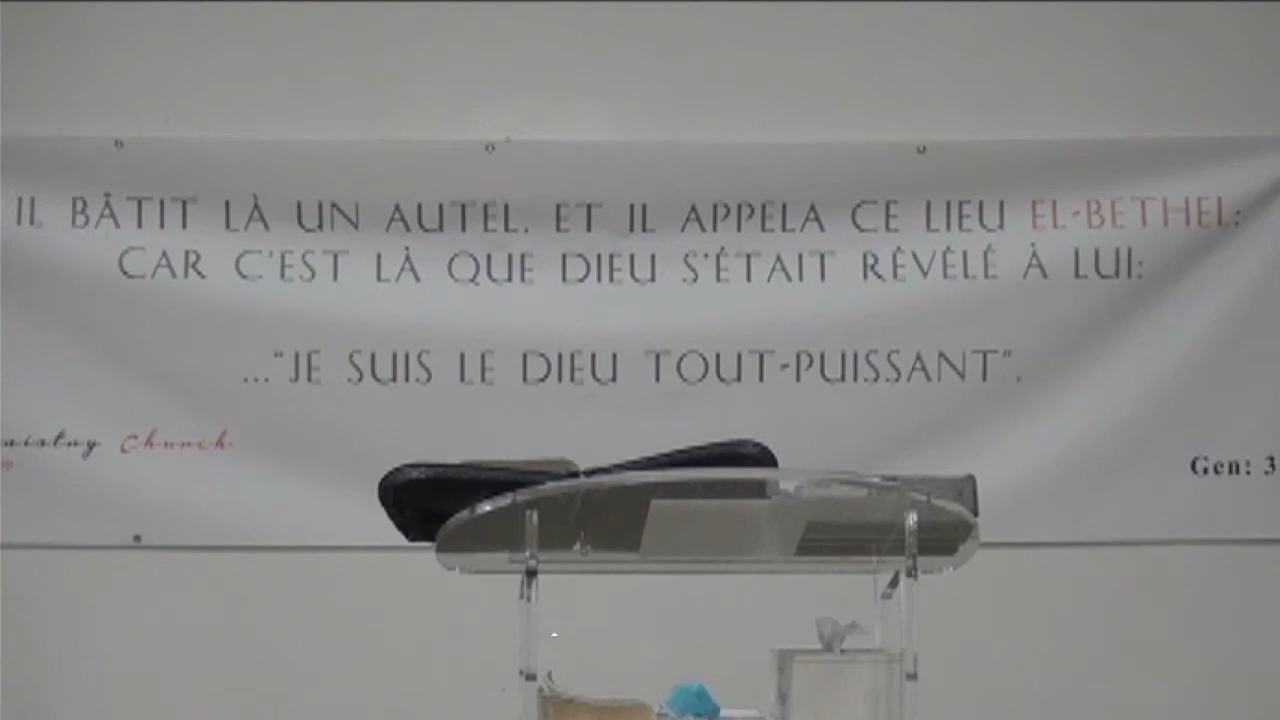 IL BÂTIT LÀ UN AUTEL. ET IL APPELA CE LIEU EL-BETHEL:
CAR C'EST LÀ QUE DIEU S'ÉTAIT RÉVÉLÉ À LUI:
..."JE SUIS LE DIEU TOUT-PUISSANT".
Church
Gen: 3